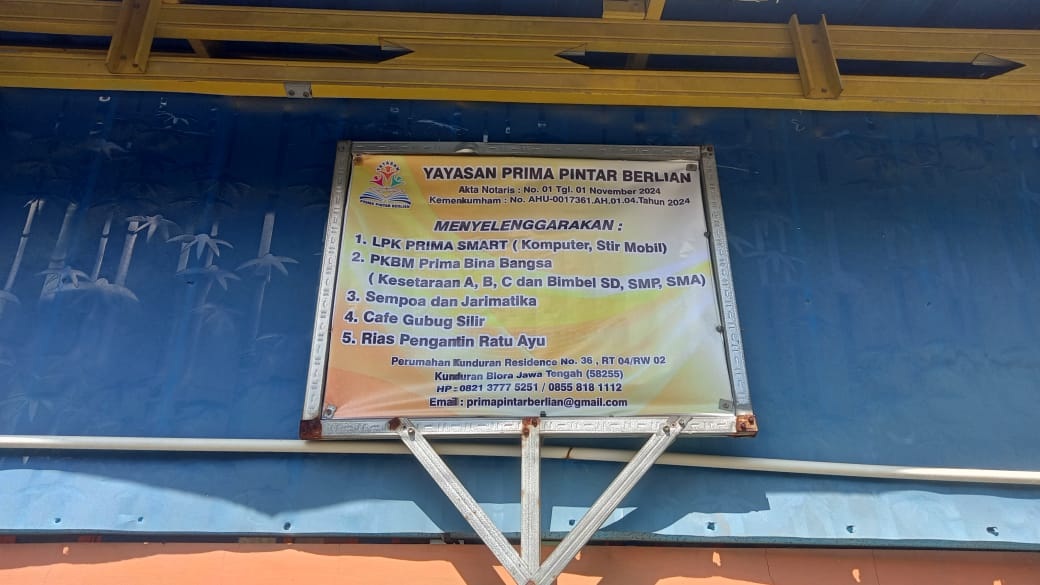 YAYASAN
PRIMA PINTAR BERLIAN
YAYASAN PRIMA PINTAR BERLIAN
Akta Notaris : No. 01 Tgl. 01 November 2024
Kemenkumham : No. AHU-0017361.AH.01.04.Tahun 2024
MENYELENGGARAKAN :
1. LPK PRIMA SMART ( Komputer, Stir Mobil)
2. PKBM Prima Bina Bangsa
( Kesetaraan A, B, C dan Bimbel SD, SMP, SMA)
3. Sempoa dan Jarimatika
4. Cafe Gubug Silir
5. Rias Pengantin Ratu Ayu
Perumahan Kunduran Residence No. 36 , RT 04/RW 02
Kunduran Blora Jawa Tengah (58255)
HP : 0821 3777 5251 / 0855 818 1112
Email : primapintarberlian@gmail.com